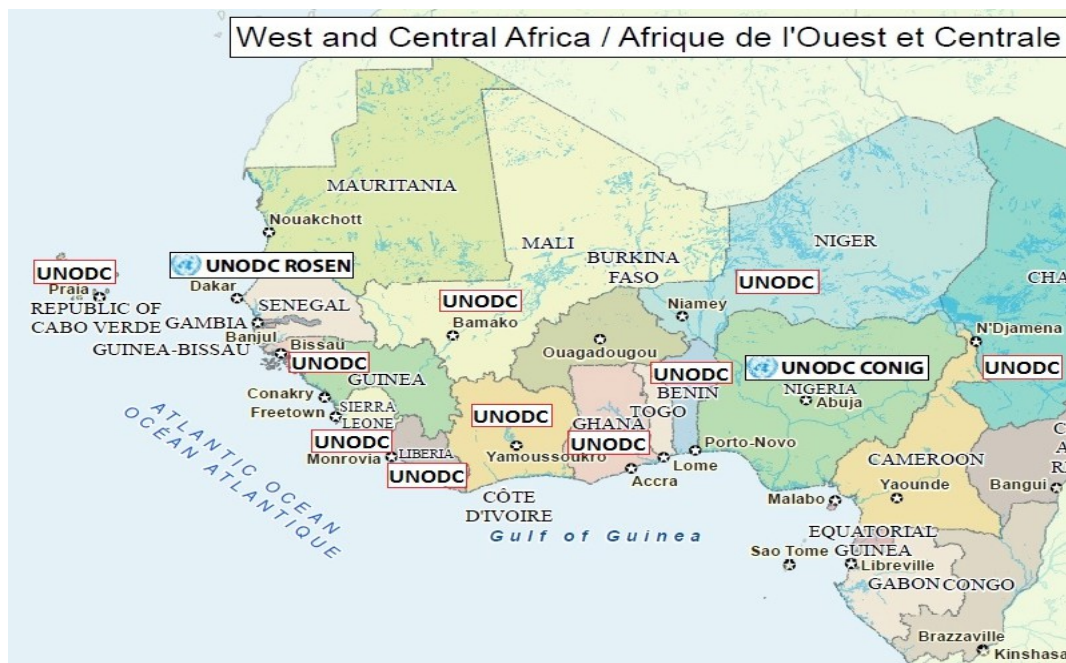 West and Central Africa / Afrique de l'Ouest et Centrale
MAURITANIA
Nouakchott
MALI
NIGER
BURKINA
FASO
CHA
UNODC
Praia
REPUBLIC OF
CABO VERDE
UNODC ROSEN
Dakar
SENEGAL
GAMBIA
Banjul
GUINEA-BISSAU
Bissau
UNODC
UNODC
Bamako
UNODC
Niamey
N'Djamena
UNODC
Ouagadougou
UNODC
BENIN
UNODC CONIG
NIGERIA
Abuja
GUINEA
Conakry
Freetown
SIERRA
LEONE
UNODC
Monrovia
LIBERIA
UNODC
UNODC
Yamoussoukro
CÔTE
D'IVOIRE
GHANA
UNODC
Accra
TOGO
Lome
Porto-Novo
CAMEROON
Yaounde
C
A
R
Bangui
Malabo
EQUATORIAL
GUINEA
Sao Tome
Libreville
GABON
CONGO
Brazzaville
Kinshasa
ATLANTIC OCEAN
OCÉAN ATLANTIQUE
Gulf of Guinea